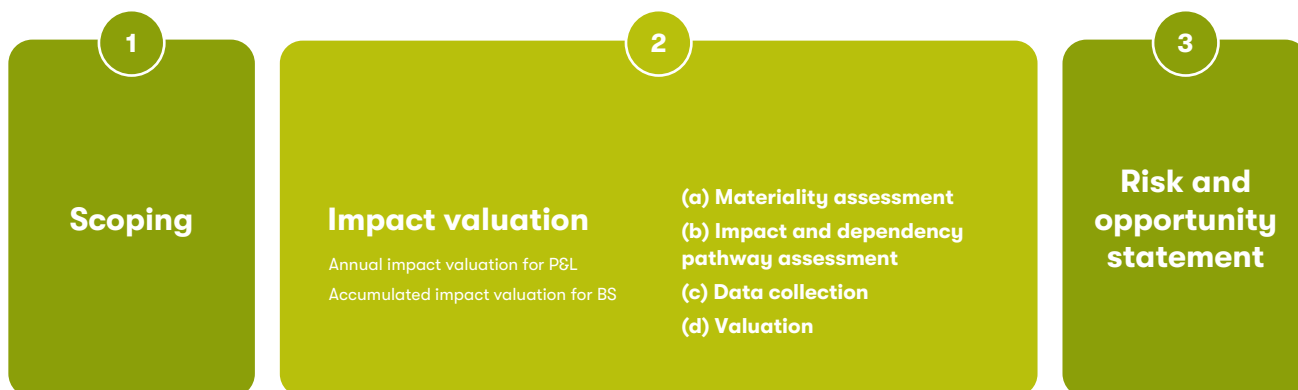 1
Scoping
2
Impact valuation
Annual impact valuation for P&L
Accumulated impact valuation for BS
(a) Materiality assessment
(b) Impact and dependency
pathway assessment
(c) Data collection
(d) Valuation
3
Risk and
opportunity
statement